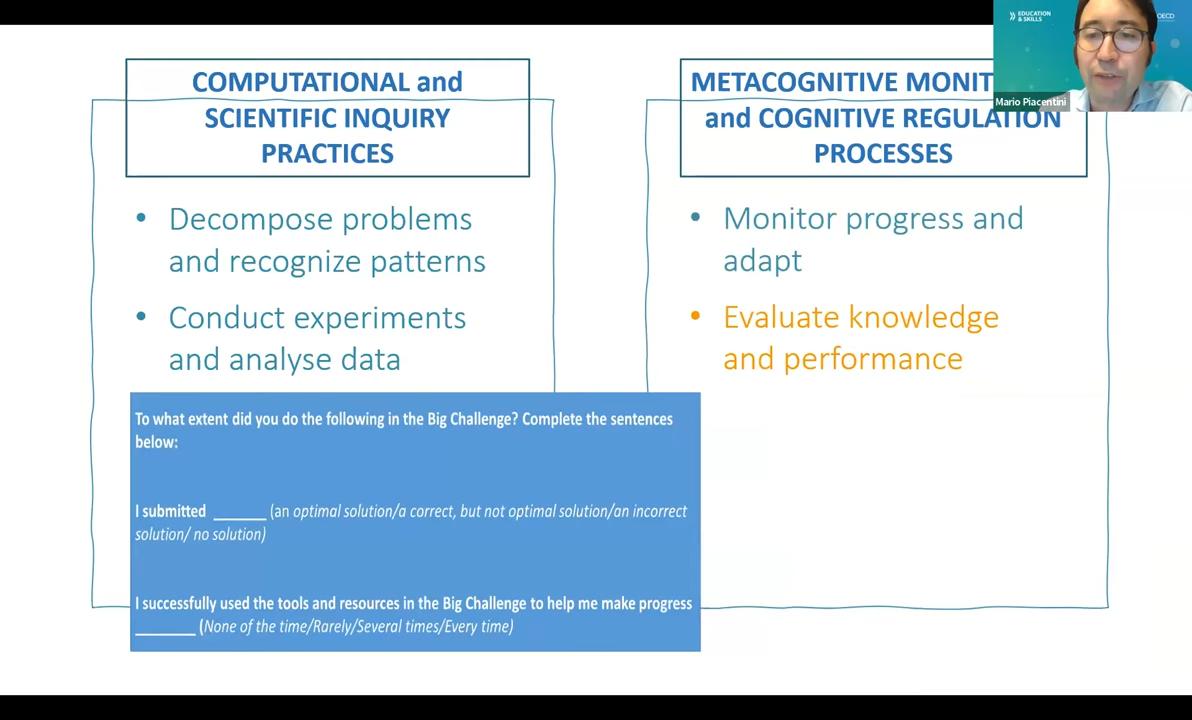 EDUCATION
& SKILLS
OECD
Mario Piacentini
COMPUTATIONAL and
SCIENTIFIC INQUIRY
PRACTICES
• Decompose problems
and recognize patterns
• Conduct experiments
and analyse data
METACOGNITIVE MONIT
and COGNITIVE REGULATION
PROCESSES
• Monitor progress and
adapt
• Evaluate knowledge
and performance
To what extent did you do the following in the Big Challenge? Complete the sentences
below:
I submitted ______ (an optimal solution/a correct, but not optimal solution/an incorrect
solution/ no solution)
I successfully used the tools and resources in the Big Challenge to help me make progress
_______ (None of the time/Rarely/Several times/Every time)